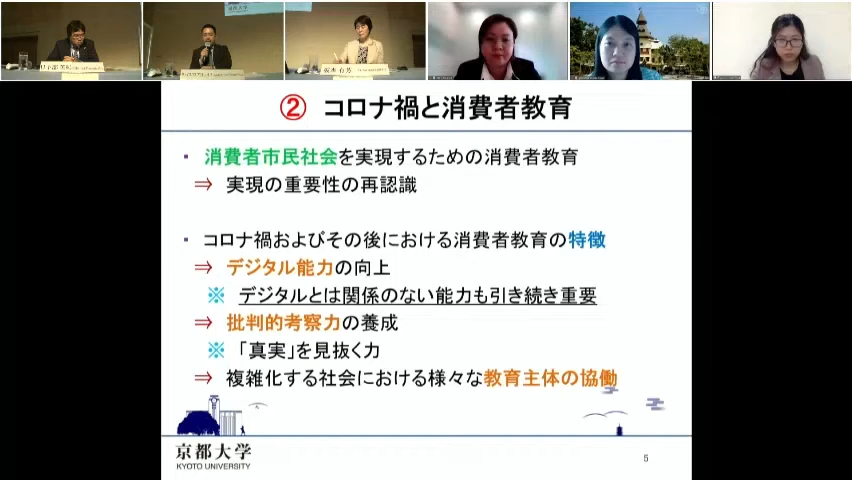 ② コロナ禍と消費者教育
▪ 消費者市民社会を実現するための消費者教育
⇒ 実現の重要性の再認識
▪ コロナ禍およびその後における消費者教育の特徴
⇒ デジタル能力の向上
※ デジタルとは関係のない能力も引き続き重要
⇒ 批判的考察力の養成
※ 「真実」を見抜く力
⇒ 複雑化する社会における様々な教育主体の協働
京都大学
KYOTO UNIVERSITY
5